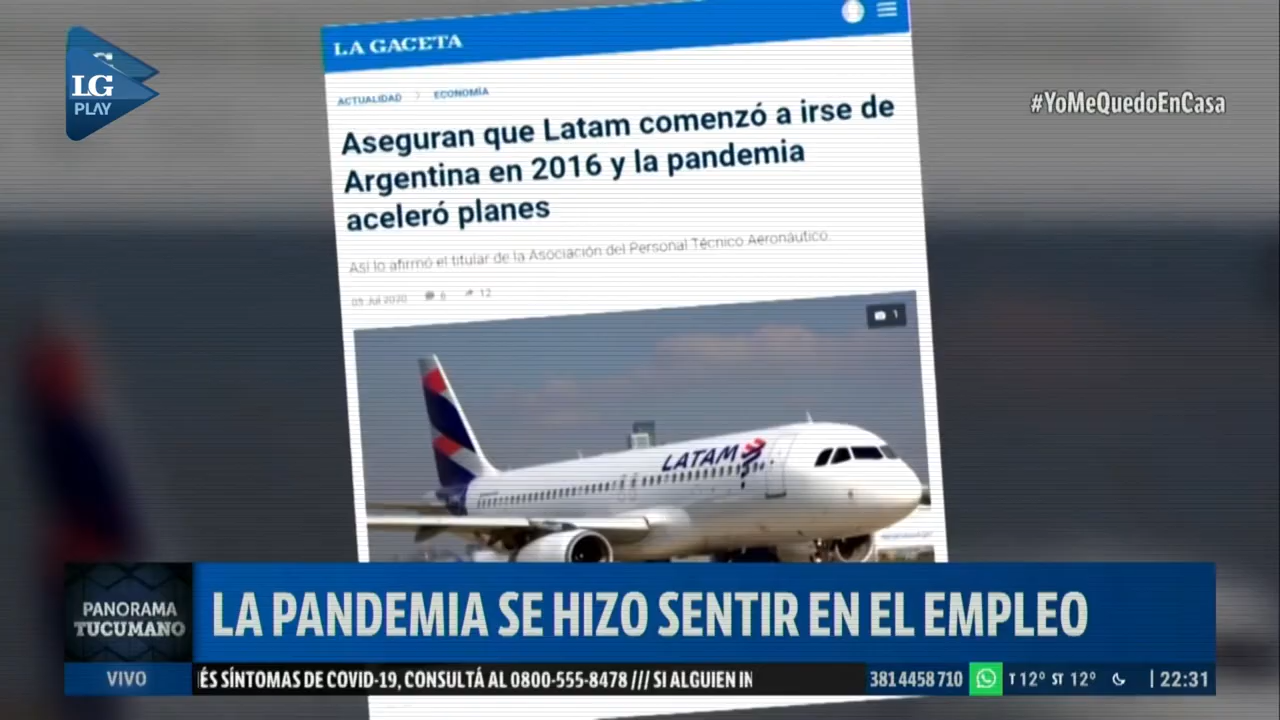 LG
PLAY
#YoMeQuedoEnCasa
LA GACETA
ACTUALIDAD > ECONOMÍA
Aseguran que Latam comenzó a irse de
Argentina en 2016 y la pandemia
aceleró planes
Así lo afirmó el titular de la Asociación del Personal Técnico Aeronáutico.
03 Jul 2020 6 12
1
LATAM
PANORAMA
TUCUMANO
LA PANDEMIA SE HIZO SENTIR EN EL EMPLEO
VIVO
ÉS SÍNTOMAS DE COVID-19, CONSULTÁ AL 0800-555-8478 /// SI ALGUIEN IN
381 4458 710
T 12° ST 12°
22:31